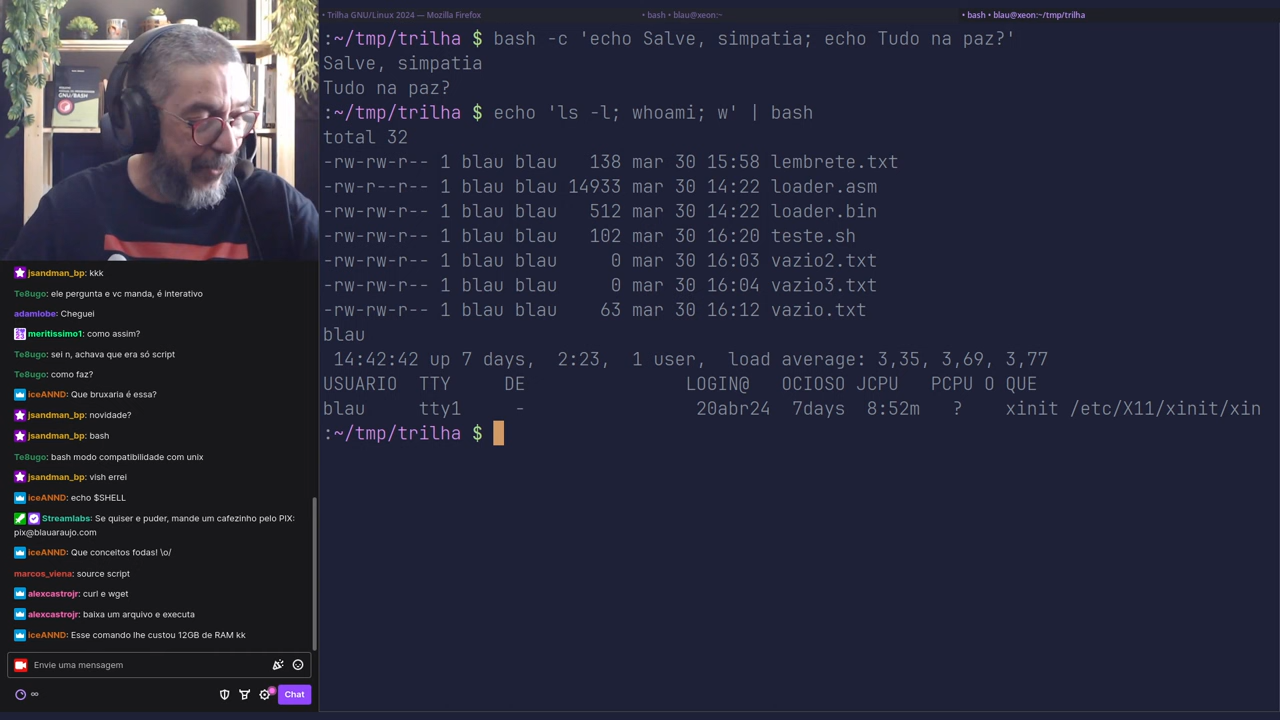 • Trilha GNU/Linux 2024 — Mozilla Firefox
• bash • blau@xeon:~
• bash • blau@xeon:~/tmp/trilha
:~/tmp/trilha $ bash -c 'echo Salve, simpatia; echo Tudo na paz?'
Salve, simpatia
Tudo na paz?
:~/tmp/trilha $ echo 'ls -l; whoami; w' | bash
total 32
-rw-rw-r-- 1 blau blau   138 mar 30 15:58 lembrete.txt
-rw-r--r-- 1 blau blau 14933 mar 30 14:22 loader.asm
-rw-rw-r-- 1 blau blau   512 mar 30 14:22 loader.bin
-rw-rw-r-- 1 blau blau   102 mar 30 16:20 teste.sh
-rw-rw-r-- 1 blau blau     0 mar 30 16:03 vazio2.txt
-rw-rw-r-- 1 blau blau     0 mar 30 16:04 vazio3.txt
-rw-rw-r-- 1 blau blau    63 mar 30 16:12 vazio.txt
blau
14:42:42 up 7 days,  2:23,  1 user,  load average: 3,35, 3,69, 3,77
USUARIO  TTY     DE               LOGIN@   OCIOSO JCPU   PCPU O QUE
blau     tty1     -                20abr24  7days  8:52m   ?    xinit /etc/X11/xinit/xin
:~/tmp/trilha $
GNU/BASH
jsandman_bp: kkk
Te8ugo: ele pergunta e vc manda, é interativo
adamlobe: Cheguei
meritissimo1: como assim?
Te8ugo: sei n, achava que era só script
Te8ugo: como faz?
iceANND: Que bruxaria é essa?
jsandman_bp: novidade?
jsandman_bp: bash
Te8ugo: bash modo compatibilidade com unix
jsandman_bp: vish errei
iceANND: echo $SHELL
Streamlabs: Se quiser e puder, mande um cafezinho pelo PIX:
pix@blauaraujo.com
iceANND: Que conceitos fodas! \o/
marcos_viena: source script
alexcastrojr: curl e wget
alexcastrojr: baixa um arquivo e executa
iceANND: Esse comando lhe custou 12GB de RAM kk
Envie uma mensagem
∞
Chat